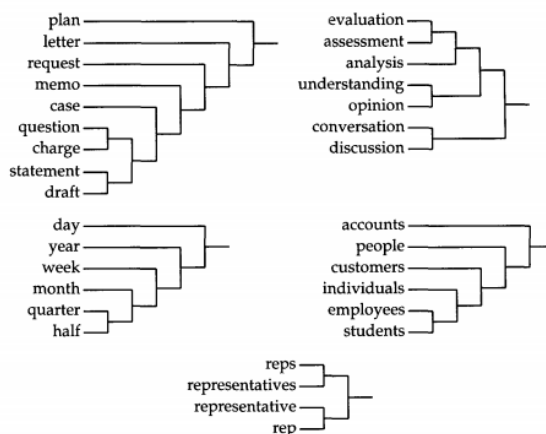 plan
letter
request
memo
case
question
charge
statement
draft
evaluation
assessment
analysis
understanding
opinion
conversation
discussion
day
year
week
month
quarter
half
accounts
people
customers
individuals
employees
students
reps
representatives
representative
rep